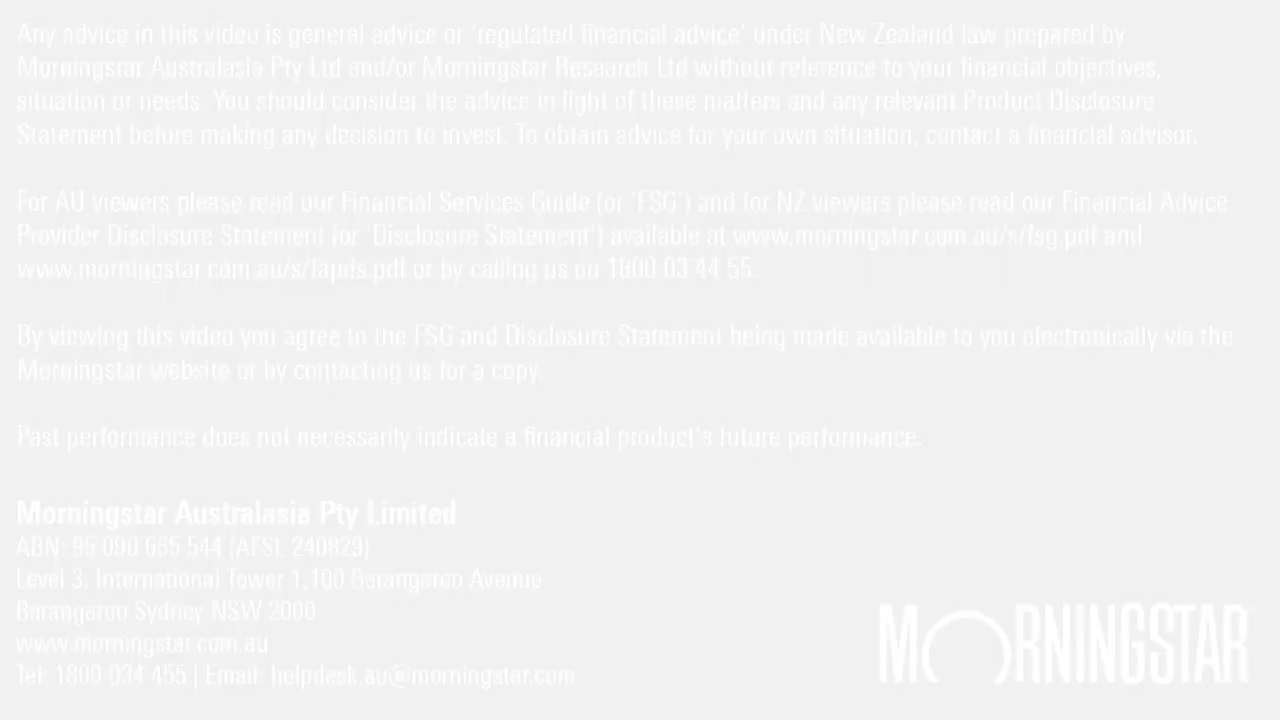 Any advice in this video is general advice or 'regulated financial advice' under New Zealand law prepared by
Morningstar Australasia Pty Ltd and/or Morningstar Research Ltd without reference to your financial objectives,
situation or needs. You should consider the advice in light of these matters and any relevant Product Disclosure
Statement before making any decision to invest. To obtain advice for your own situation, contact a financial advisor.
For AU viewers please read our Financial Services Guide (or 'FSG') and for NZ viewers please read our Financial Advice
Provider Disclosure Statement (or 'Disclosure Statement') available at www.morningstar.com.au/s/fsg.pdf and
www.morningstar.com.au/s/fapds.pdf or by calling us on 1800 03 44 55.
By viewing this video you agree to the FSG and Disclosure Statement being made available to you electronically via the
Morningstar website or by contacting us for a copy.
Past performance does not necessarily indicate a financial product's future performance.
Morningstar Australasia Pty Limited
ABN: 95 090 665 544 (AFSL 240829)
Level 3, International Tower 1,100 Barangaroo Avenue
Barangaroo Sydney NSW 2000
www.morningstar.com.au
Tel: 1800 034 455 | Email: helpdesk.au@morningstar.com
MORNINGSTAR